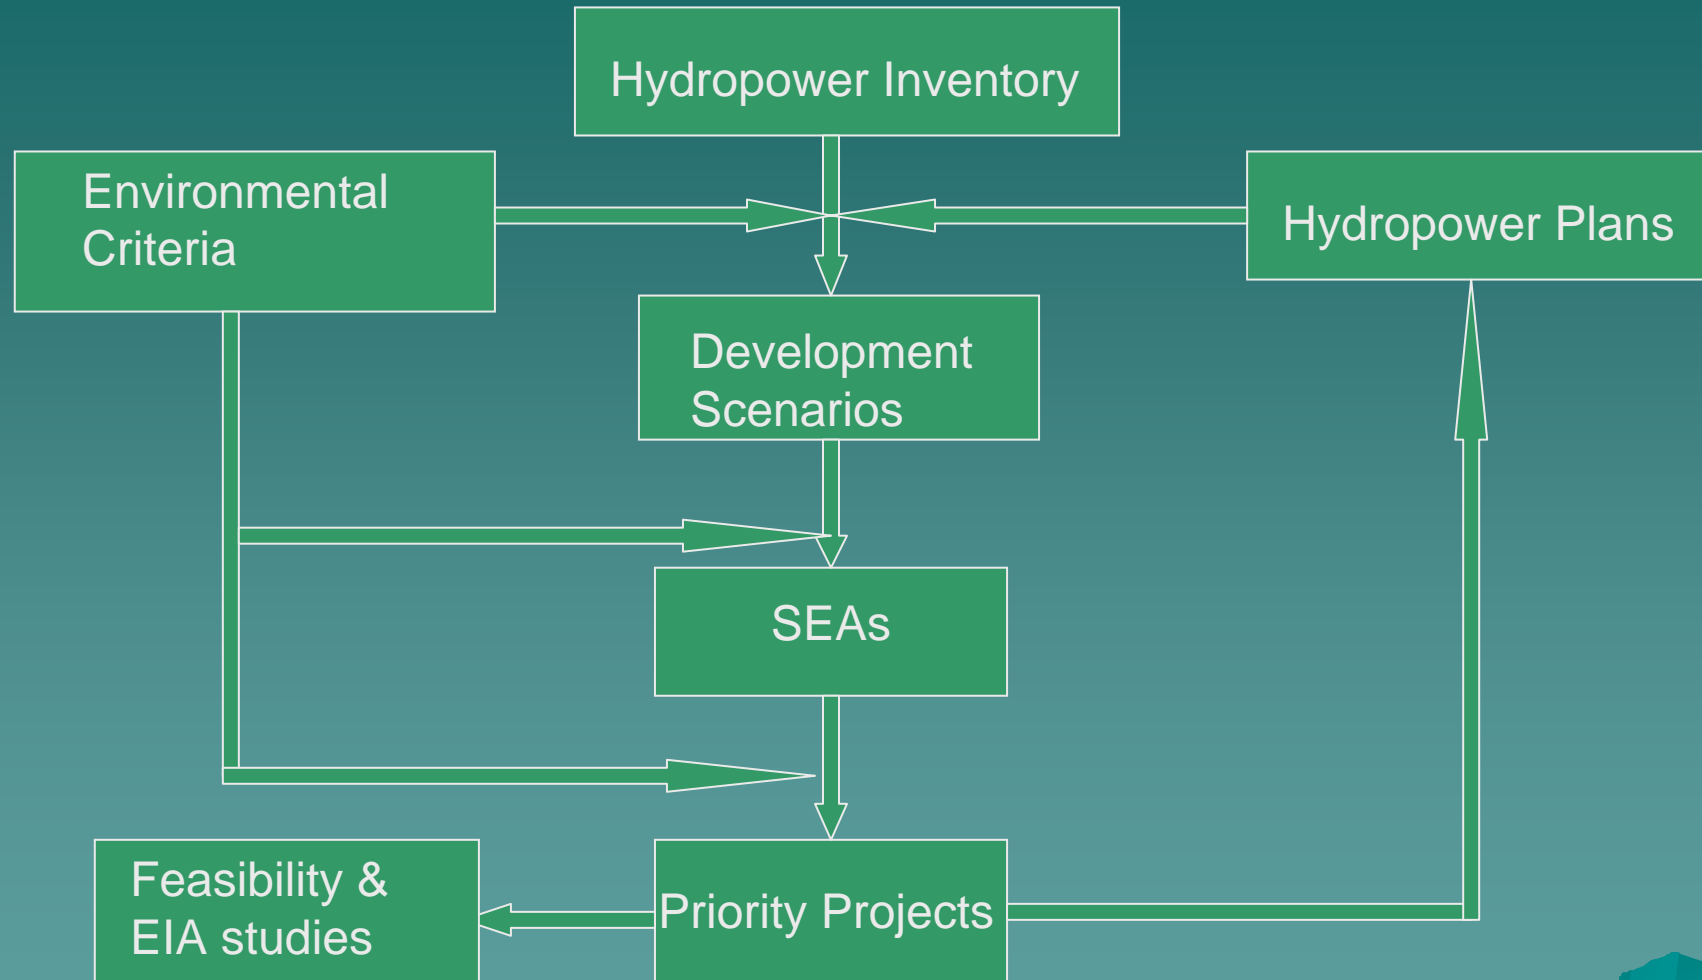 Hydropower Inventory
Environmental
Criteria
Hydropower Plans
Development
Scenarios
SEAs
Feasibility &
EIA studies
Priority Projects